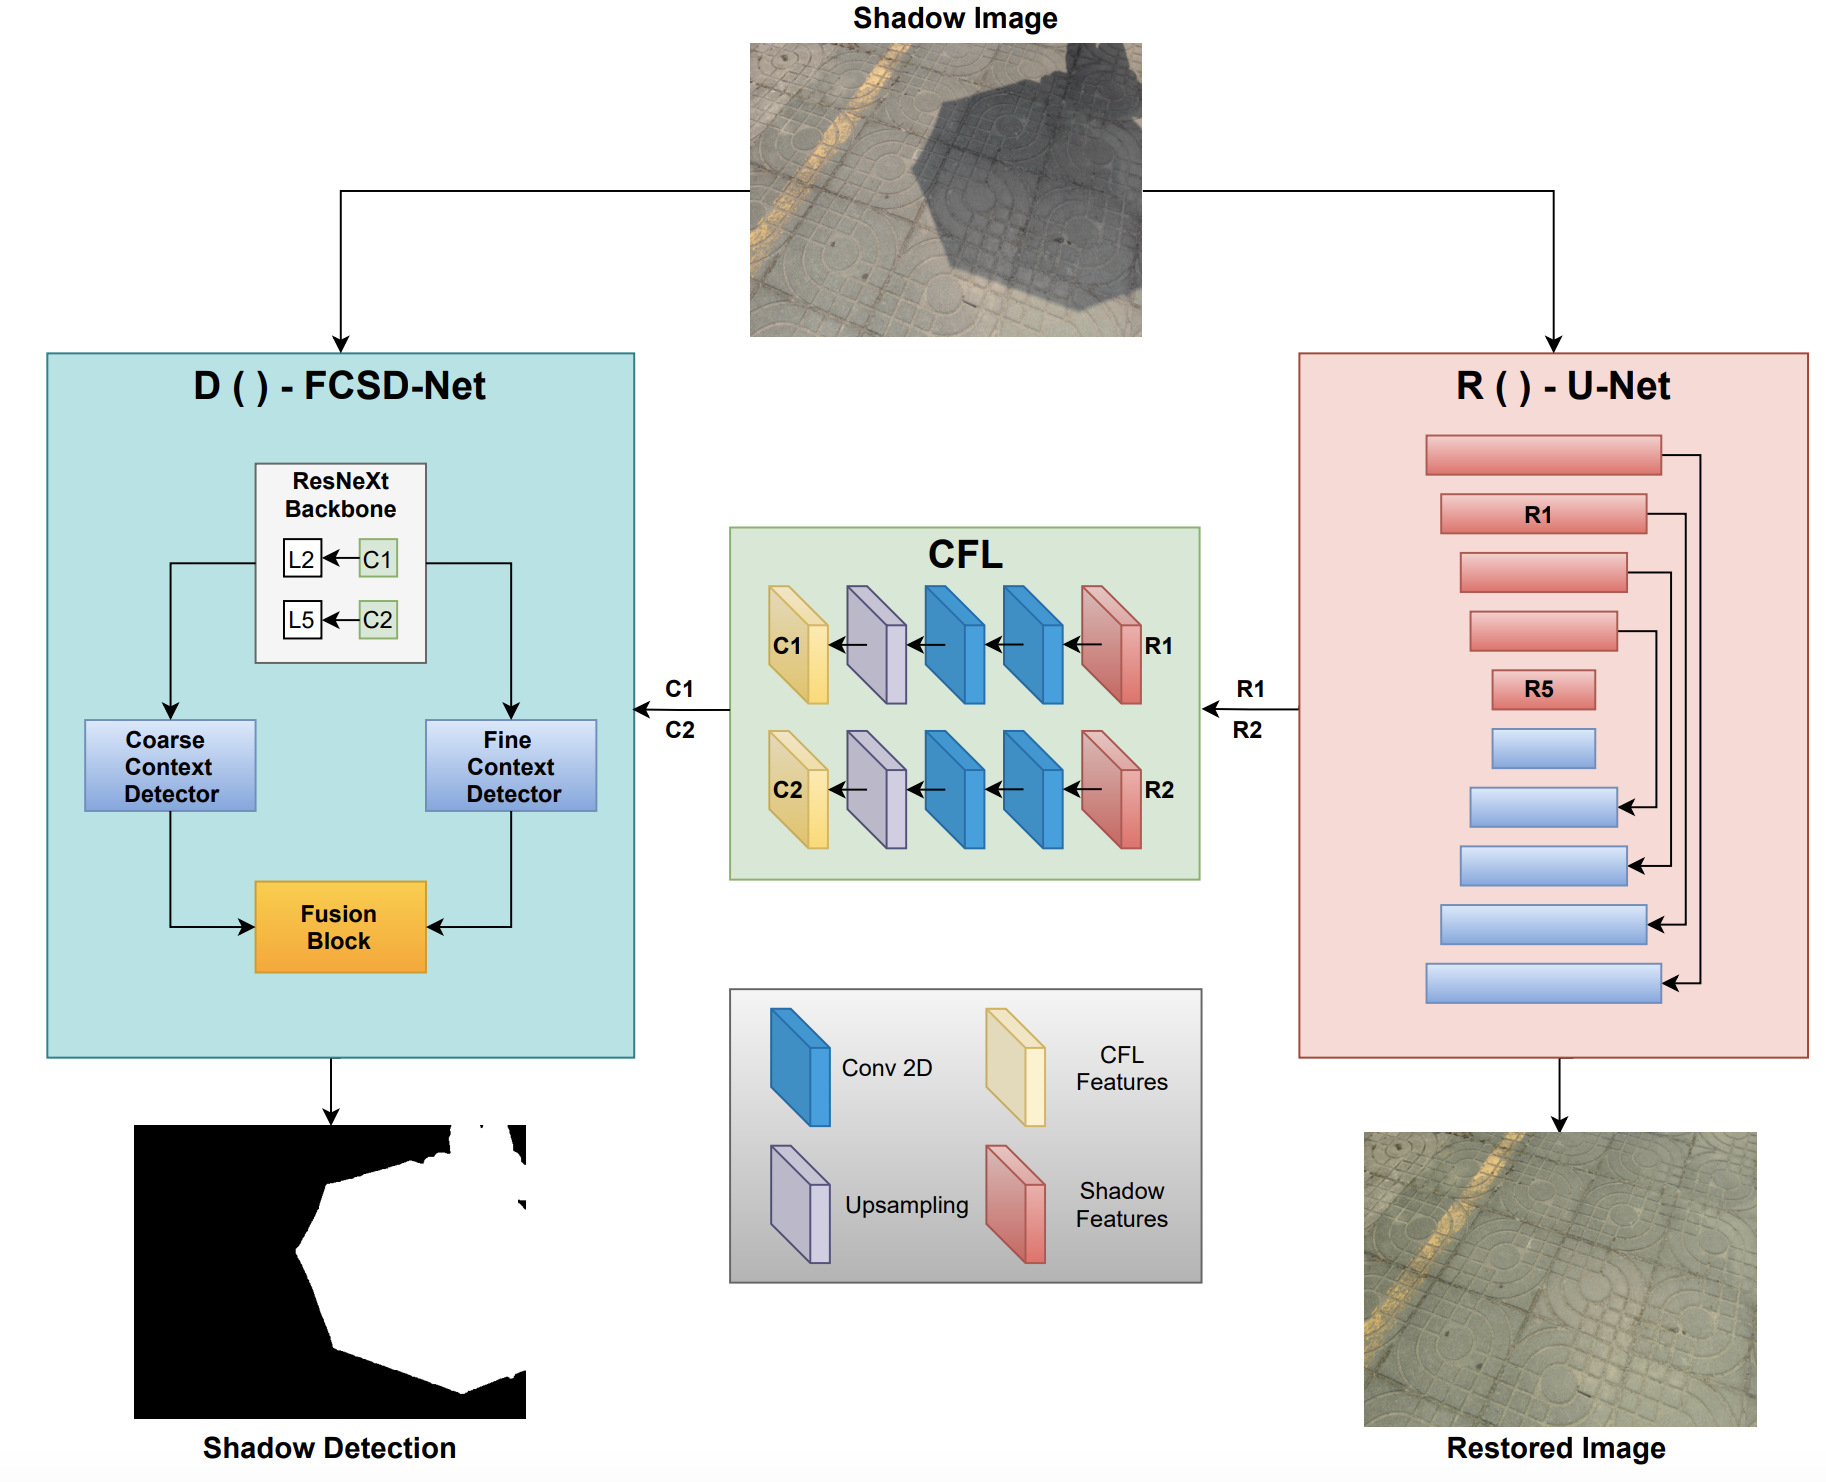 Shadow Image
D ( ) - FCSD-Net
ResNeXt
Backbone
L2
C1
L5
C2
Coarse
Context
Detector
Fine
Context
Detector
Fusion
Block
C1
C2
CFL
C1
R1
C2
R2
R1
R2
R ( ) - U-Net
R1
R5
Conv 2D
CFL
Features
Upsampling
Shadow
Features
Shadow Detection
Restored Image